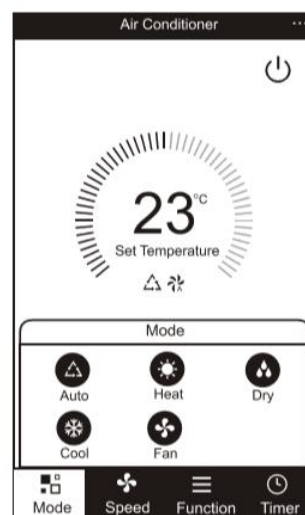 Air Conditioner ...
23°C
Set Temperature
A
Mode
Auto Heat Dry
Cool Fan
Mode Speed Function Timer